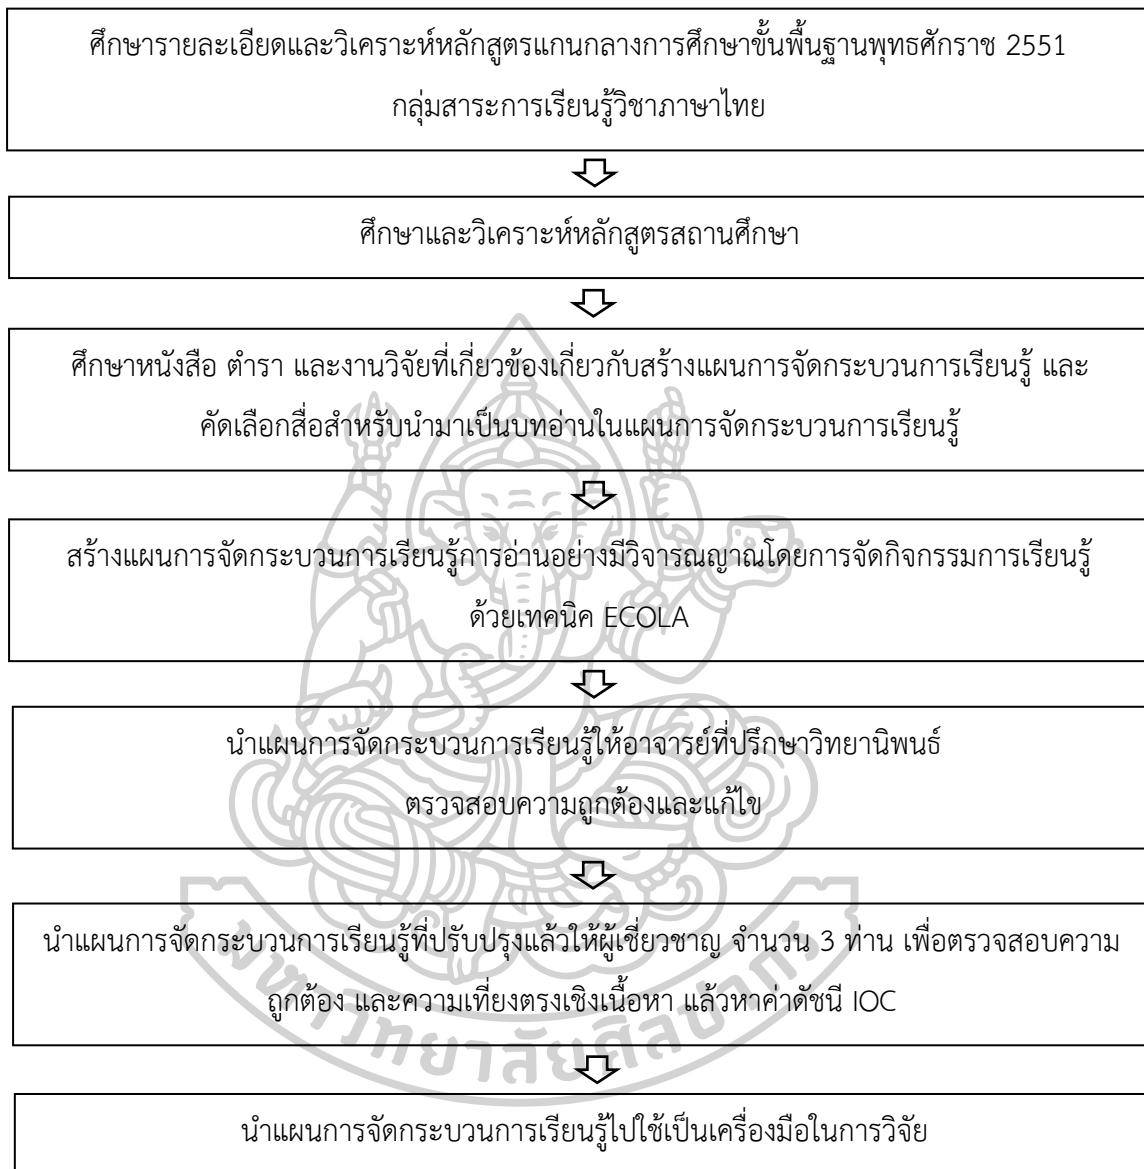 ศึกษารายละเอียดและวิเคราะห์หลักสูตรแกนกลางการศึกษาขั้นพื้นฐานพุทธศักราช 2551
กลุ่มสาระการเรียนรู้วิชาภาษาไทย
ศึกษาและวิเคราะห์หลักสูตรสถานศึกษา
ศึกษาหนังสือ ตำรา และงานวิจัยที่เกี่ยวข้องเกี่ยวกับสร้างแผนการจัดกระบวนการเรียนรู้ และ
คัดเลือกสื่อสำหรับนำมาเป็นบทอ่านในแผนการจัดกระบวนการเรียนรู้
สร้างแผนการจัดกระบวนการเรียนรู้การอ่านอย่างมีวิจารณญาณโดยการจัดกิจกรรมการเรียนรู้
ด้วยเทคนิค ECOLA
นำแผนการจัดกระบวนการเรียนรู้ให้อาจารย์ที่ปรึกษาวิทยานิพนธ์
ตรวจสอบความถูกต้องและแก้ไข
นำแผนการจัดกระบวนการเรียนรู้ที่ปรับปรุงแล้วให้ผู้เชี่ยวชาญ จำนวน 3 ท่าน เพื่อตรวจสอบความ
ถูกต้อง และความเที่ยงตรงเชิงเนื้อหา แล้วหาค่าดัชนี IOC
มหาวิทยาลัยศิลปากร
นำแผนการจัดกระบวนการเรียนรู้ไปใช้เป็นเครื่องมือในการวิจัย